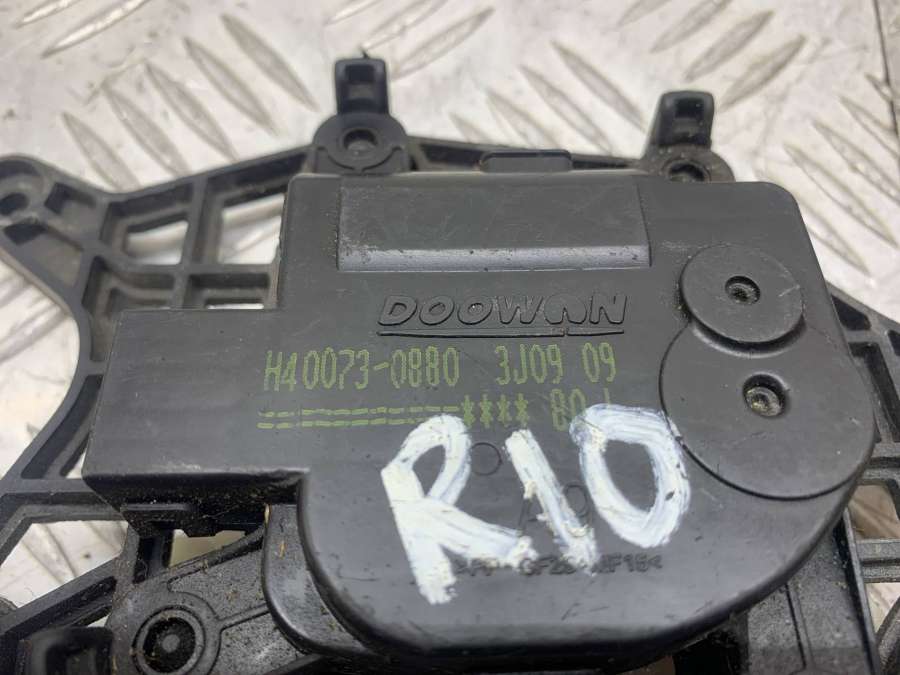 DOOWON
H40073-0880 3J09 09
==========****
R10